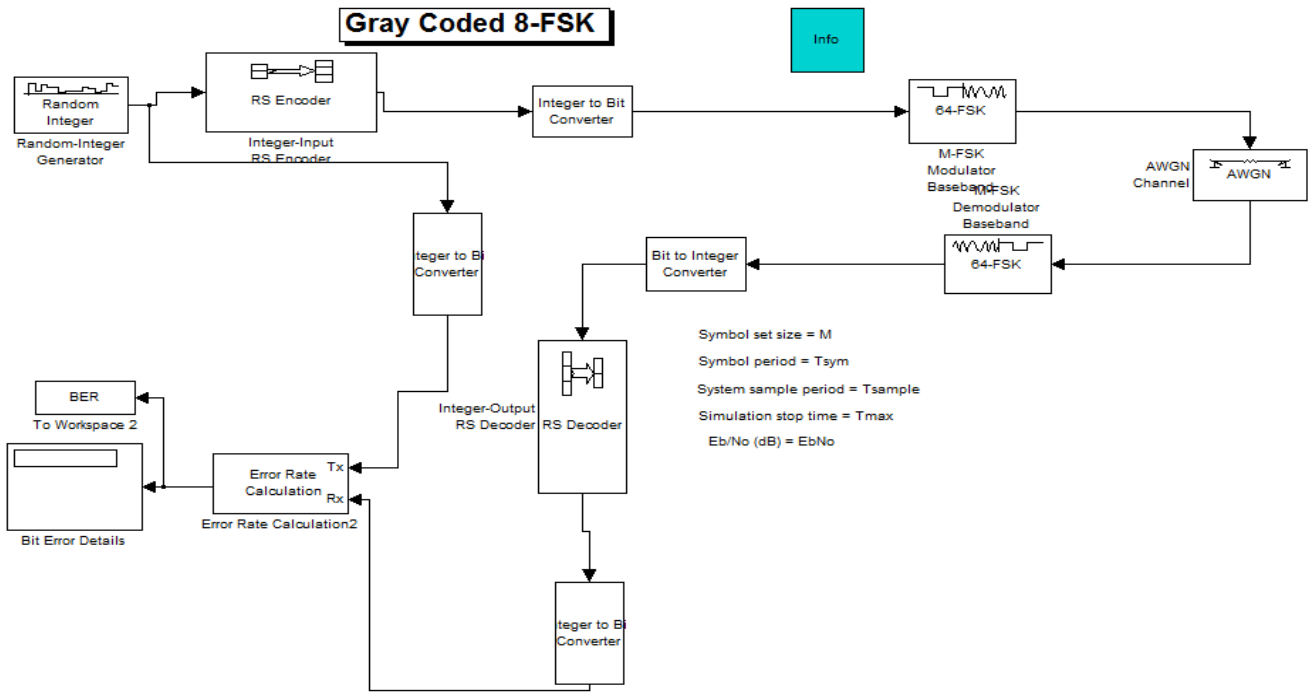 Gray Coded 8-FSK
Info
Random
Integer
Random-Integer
Generator
RS Encoder
Integer-Input
RS Encoder
Integer to Bit
Converter
64-FSK
M-FSK
Modulator
Baseband
AWGN
Channel
AWGN
M-FSK
Demodulator
Baseband
64-FSK
Bit to Integer
Converter
teger to Bi
Converter
Symbol set size = M
Symbol period = Tsym
System sample period = Tsample
Simulation stop time = Tmax
Eb/No (dB) = EbNo
Integer-Output
RS Decoder
RS Decoder
BER
To Workspace 2
Bit Error Details
Error Rate
Calculation
Tx
Rx
Error Rate Calculation2
teger to Bi
Converter